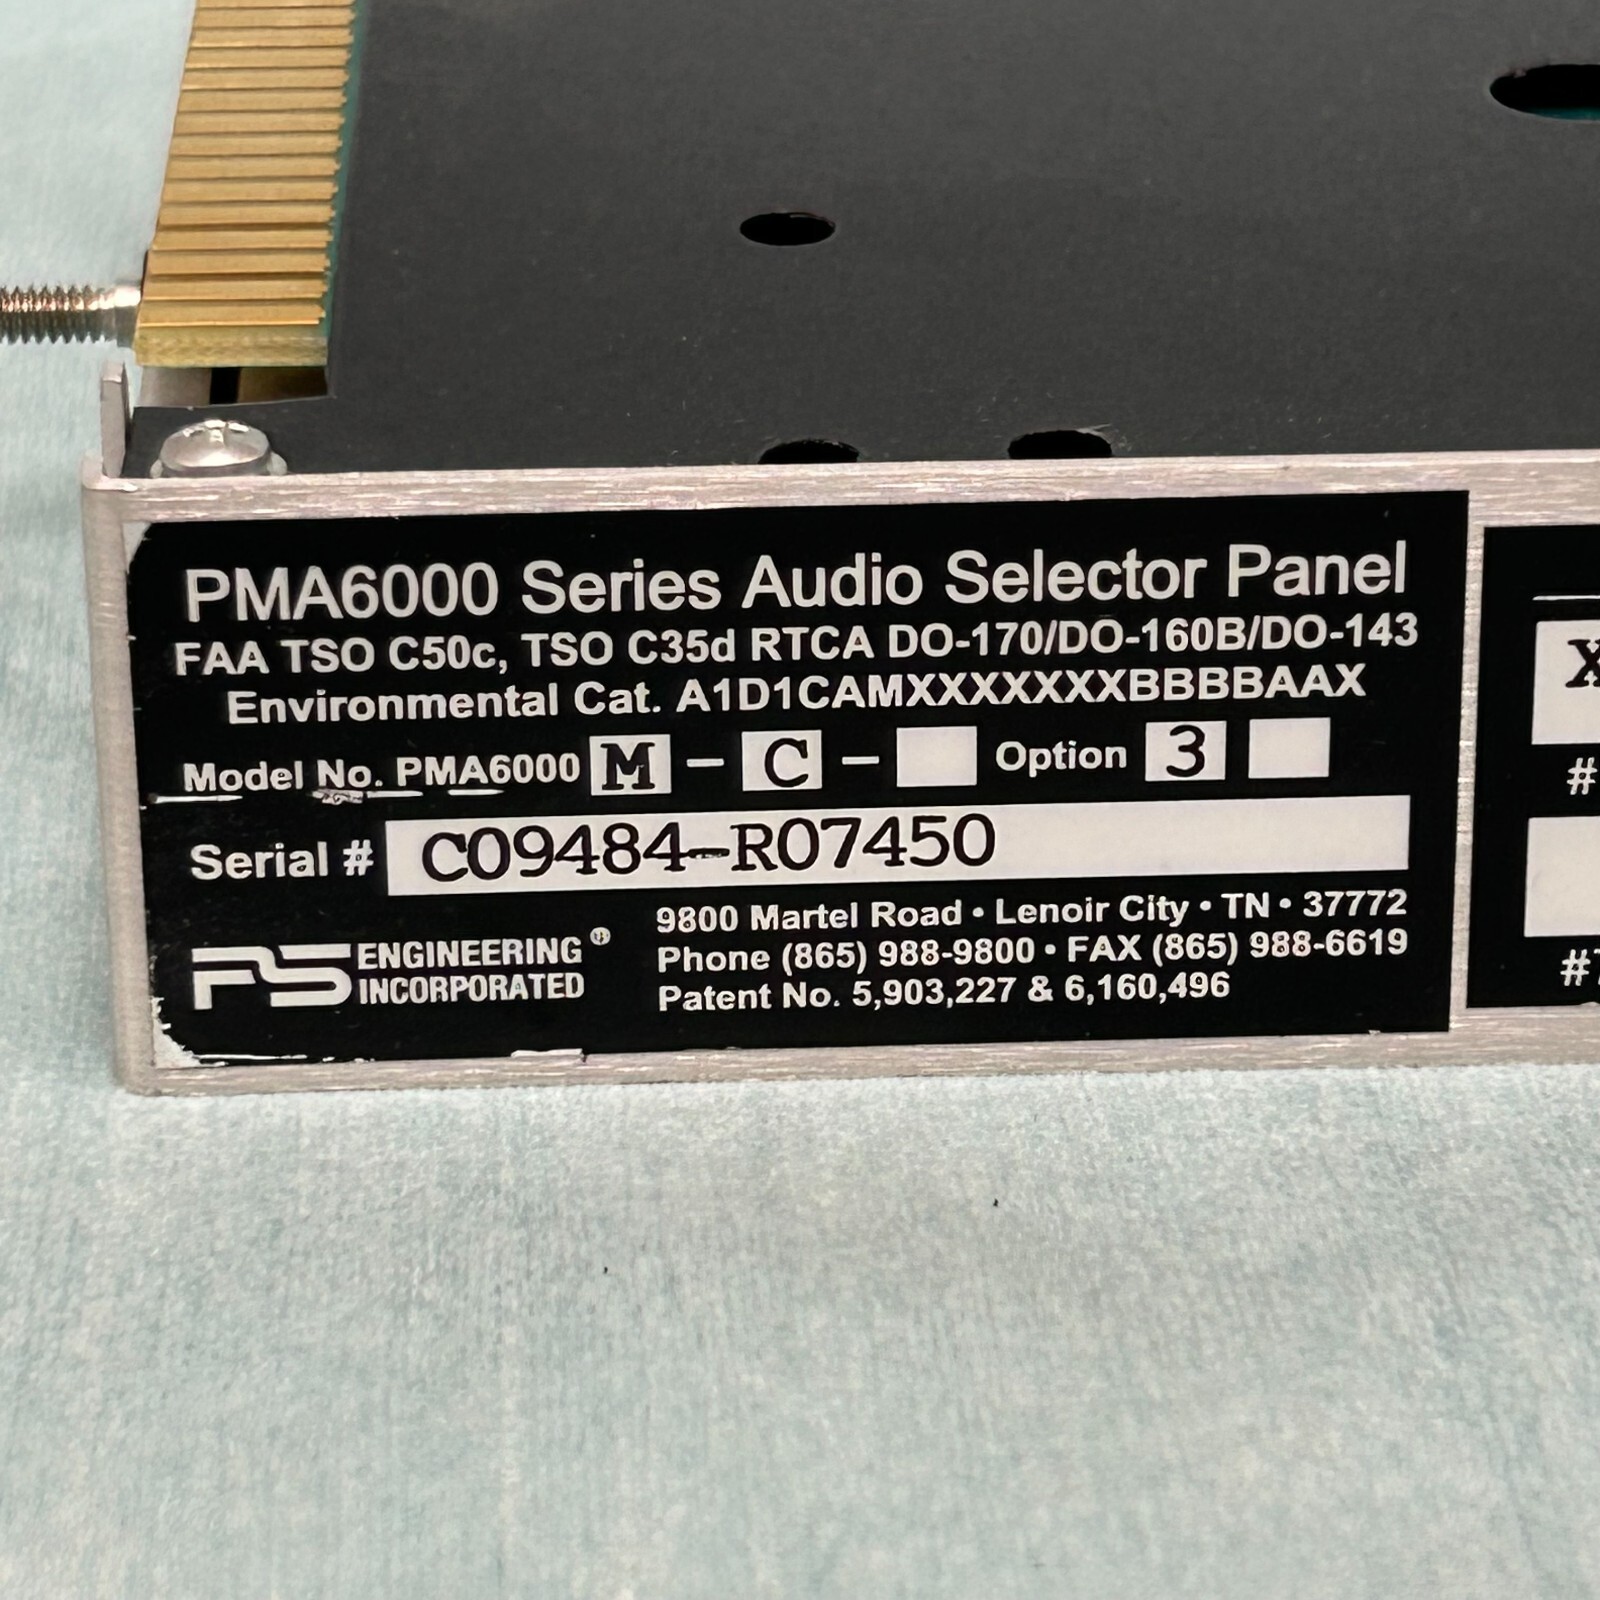 PMA6000 Series Audio Selector Panel
FAA TSO C50c, TSO C35d RTCA DO-170/DO-160B/DO-143
Environmental Cat. A1D1CAMXXXXXXXBBBBAAX
Model No. PMA6000 M - C - Option 3
Serial # C09484-R07450
PS ENGINEERING ®
INCORPORATED
9800 Martel Road • Lenoir City • TN • 37772
Phone (865) 988-9800 • FAX (865) 988-6619
Patent No. 5,903,227 & 6,160,496
X
#
#